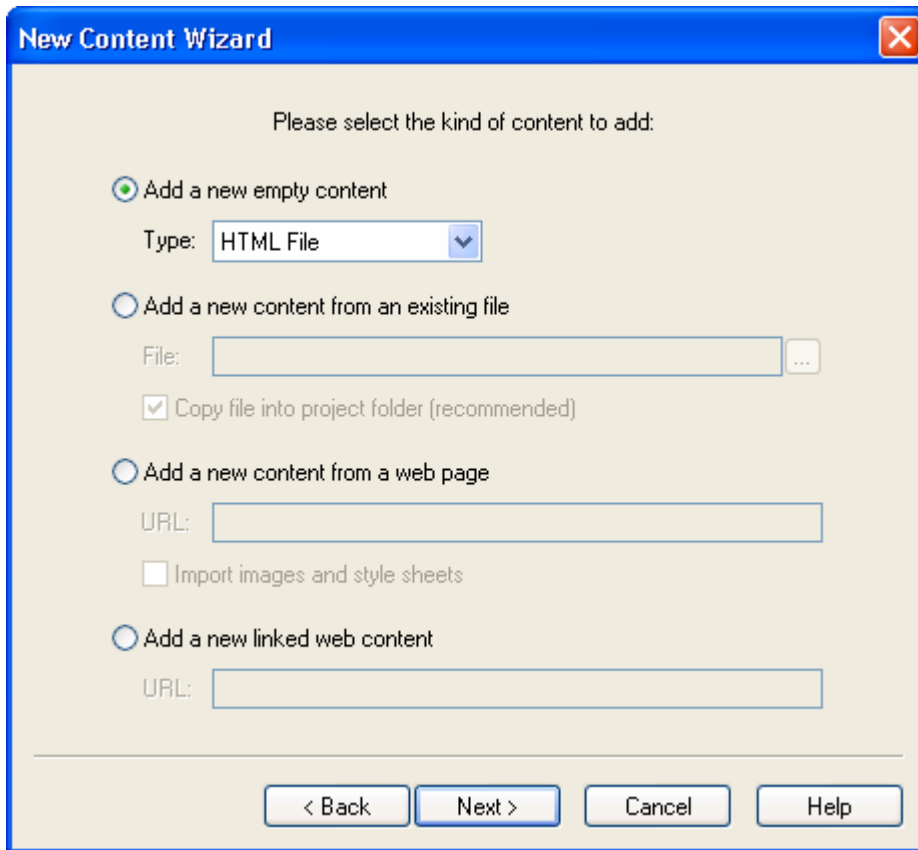 New Content Wizard
Please select the kind of content to add:
Add a new empty content
Type: HTML File
Add a new content from an existing file
File: ...
Copy file into project folder (recommended)
Add a new content from a web page
URL:
Import images and style sheets
Add a new linked web content
URL:
< Back Next > Cancel Help